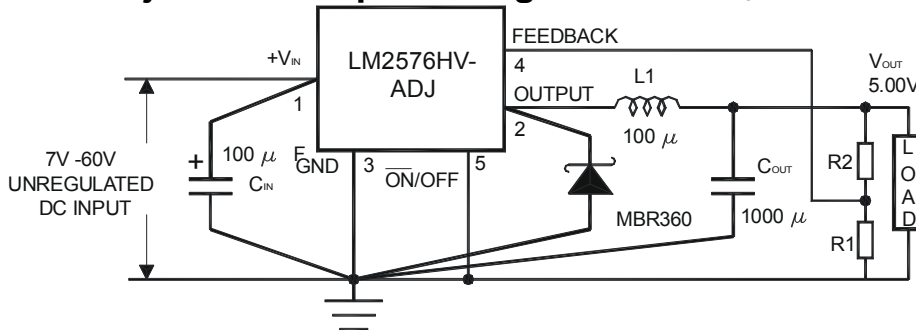 FEEDBACK
+VIN
LM2576HV-
ADJ
4
L1
VOUT
5.00V
1
OUTPUT
2
100 μ
7V -60V
UNREGULATED
DC INPUT
+
100 μ
F
CIN
GND
3
ON/OFF
5
MBR360
COUT
1000 μ
R2
R1
LOAD